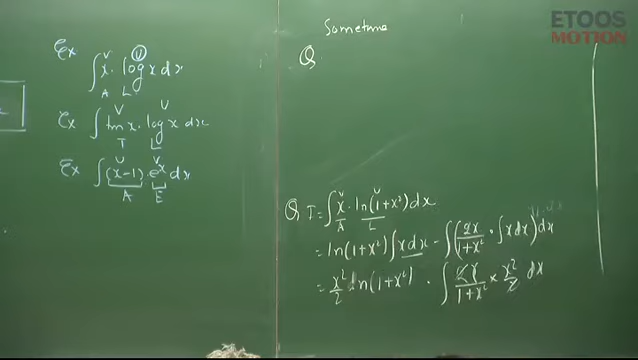 ETOOS
MOTION
Sometime
Ex
∫ x · log x dx
V U
A L
Ex ∫ tan x · log x dx
V U
T L
Ex ∫ (x-1) · eˣ dx
U V
A E
Q
Q I = ∫ x · ln(1+x²) dx
V U
A L
= ln(1+x²) ∫ x dx - ∫ (2x/(1+x²) · ∫ x dx) dx
= x²/2 ln(1+x²) · ∫ 2x/(1+x²) × x²/2 dx